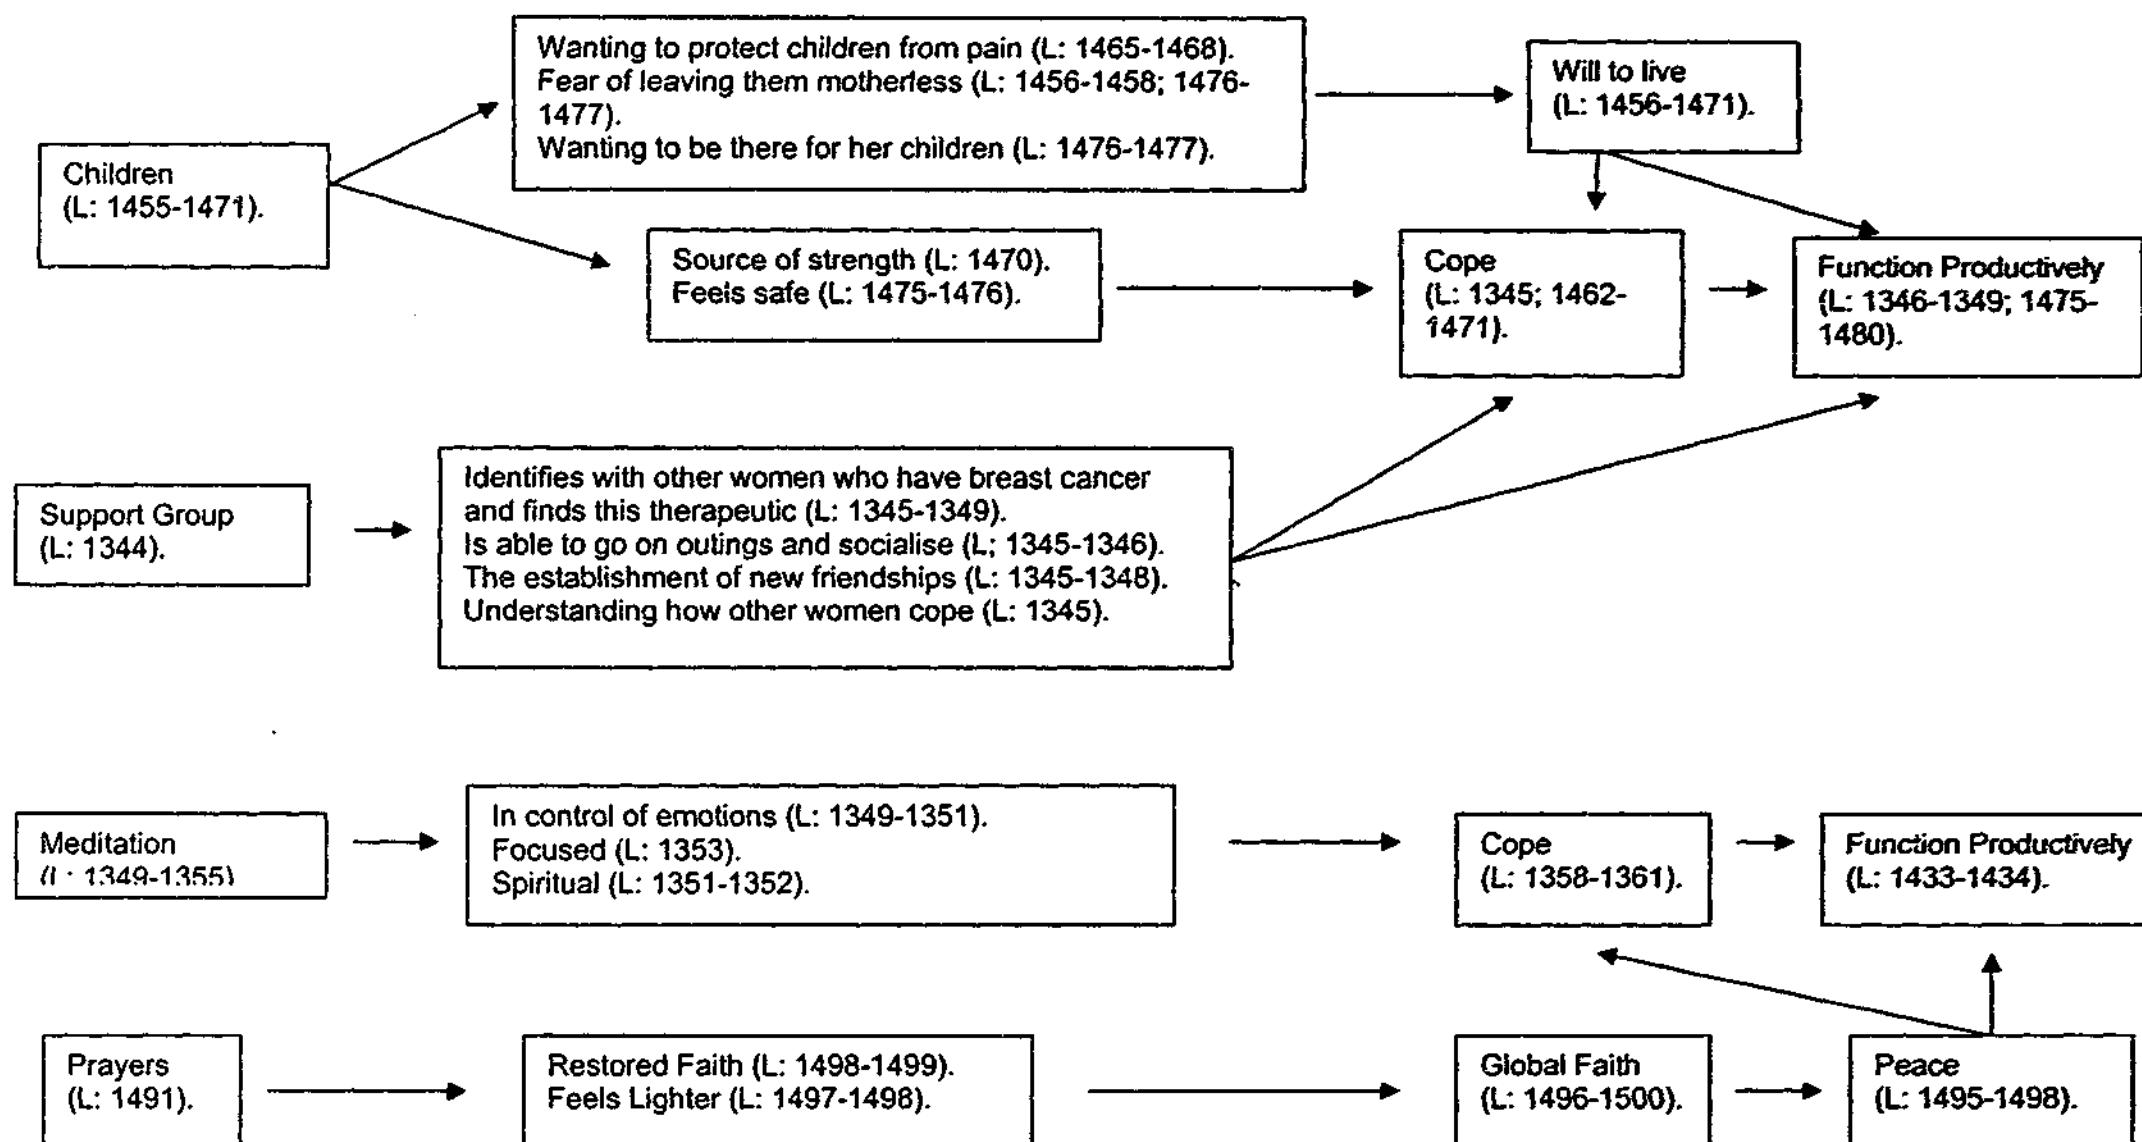 Wanting to protect children from pain (L: 1465-1468).
Fear of leaving them motherless (L: 1456-1458; 1476-
1477).
Wanting to be there for her children (L: 1476-1477).
Will to live
(L: 1456-1471).
Children
(L: 1455-1471).
Source of strength (L: 1470).
Feels safe (L: 1475-1476).
Cope
(L: 1345; 1462-
1471).
Function Productively
(L: 1346-1349; 1475-
1480).
Support Group
(L: 1344).
Identifies with other women who have breast cancer
and finds this therapeutic (L: 1345-1349).
Is able to go on outings and socialise (L; 1345-1346).
The establishment of new friendships (L: 1345-1348).
Understanding how other women cope (L: 1345).
Meditation
(L: 1349-1355)
In control of emotions (L: 1349-1351).
Focused (L: 1353).
Spiritual (L: 1351-1352).
Cope
(L: 1358-1361).
Function Productively
(L: 1433-1434).
Prayers
(L: 1491).
Restored Faith (L: 1498-1499).
Feels Lighter (L: 1497-1498).
Global Faith
(L: 1496-1500).
Peace
(L: 1495-1498).